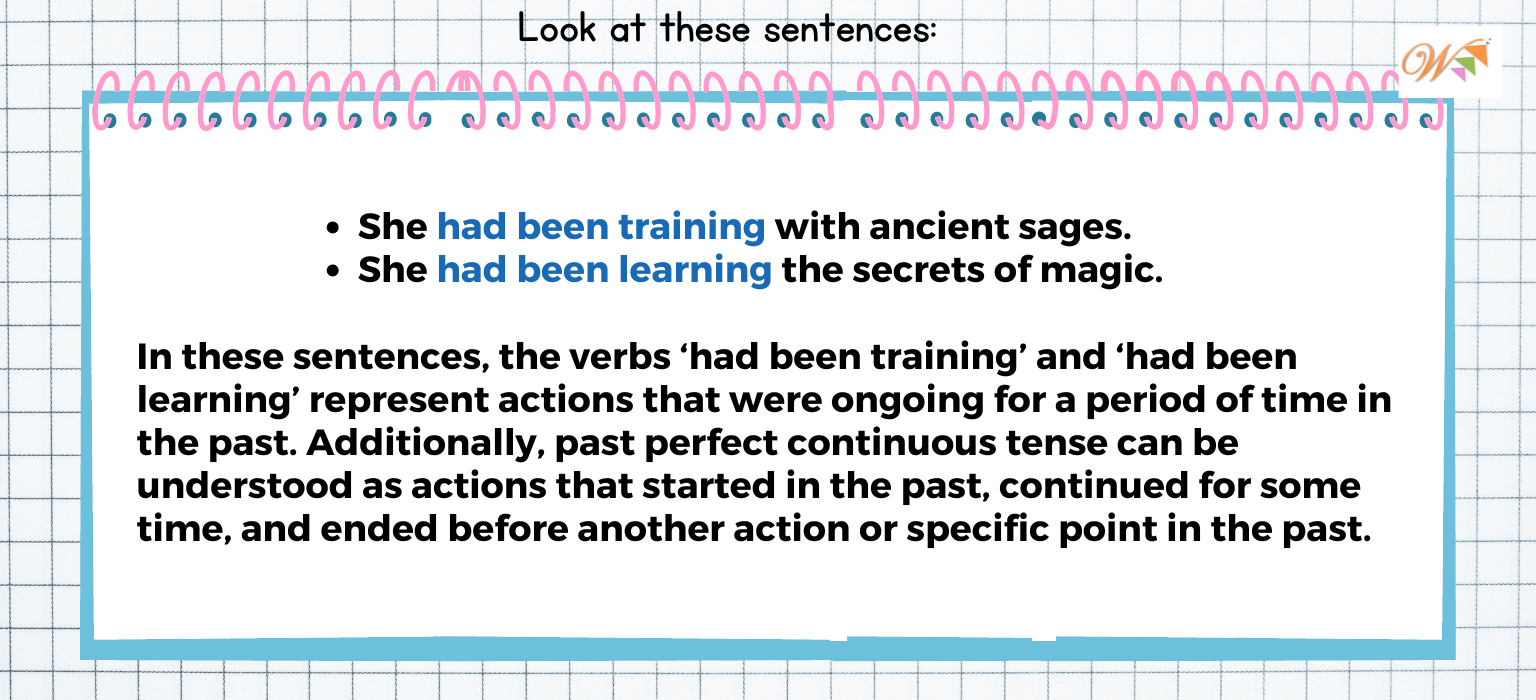 Look at these sentences:
W
• She had been training with ancient sages.
• She had been learning the secrets of magic.
In these sentences, the verbs ‘had been training’ and ‘had been
learning’ represent actions that were ongoing for a period of time in
the past. Additionally, past perfect continuous tense can be
understood as actions that started in the past, continued for some
time, and ended before another action or specific point in the past.